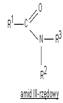 O
R¹ C
N R³
R²
amid III-rzędowy